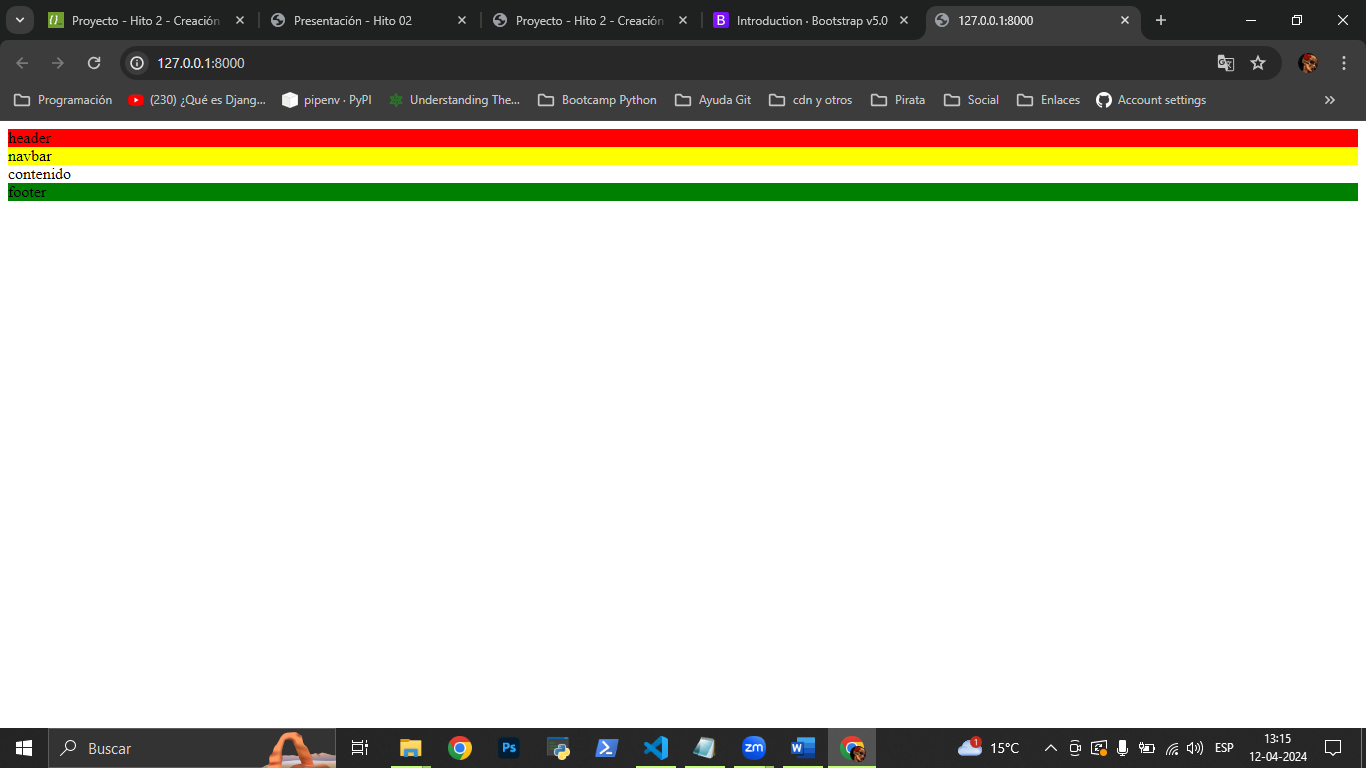 Proyecto - Hito 2 - Creación
Presentación - Hito 02
Proyecto - Hito 2 - Creación
B Introduction · Bootstrap v5.0
127.0.0.1:8000
127.0.0.1:8000
Programación
(230) ¿Qué es Djang...
pipenv · PyPI
Understanding The...
Bootcamp Python
Ayuda Git
cdn y otros
Pirata
Social
Enlaces
Account settings
header
navbar
contenido
footer
Buscar
Ps
zm
W
1
15°C
ESP
13:15
12-04-2024